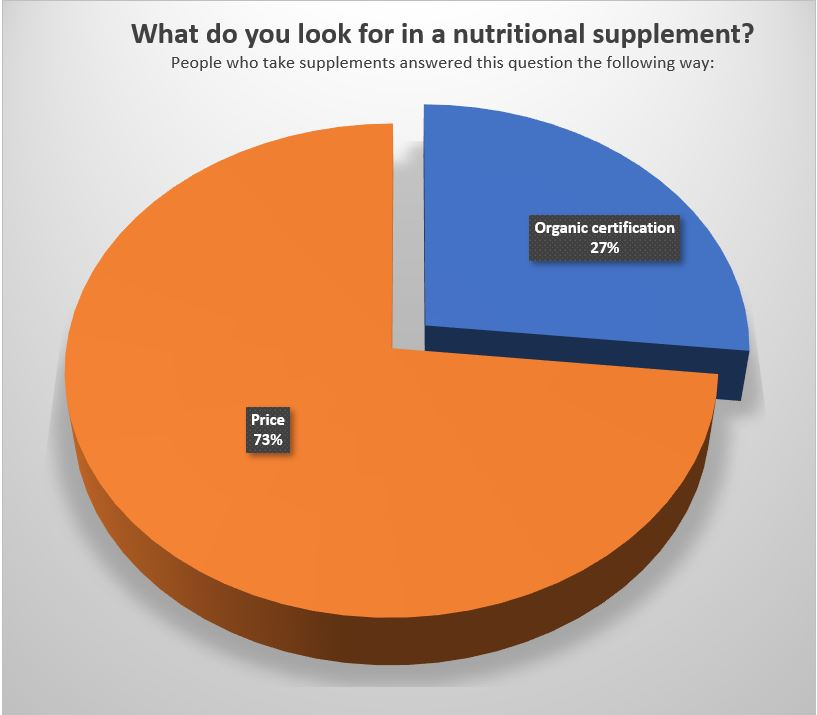 What do you look for in a nutritional supplement?
People who take supplements answered this question the following way:
Organic certification
27%
Price
73%